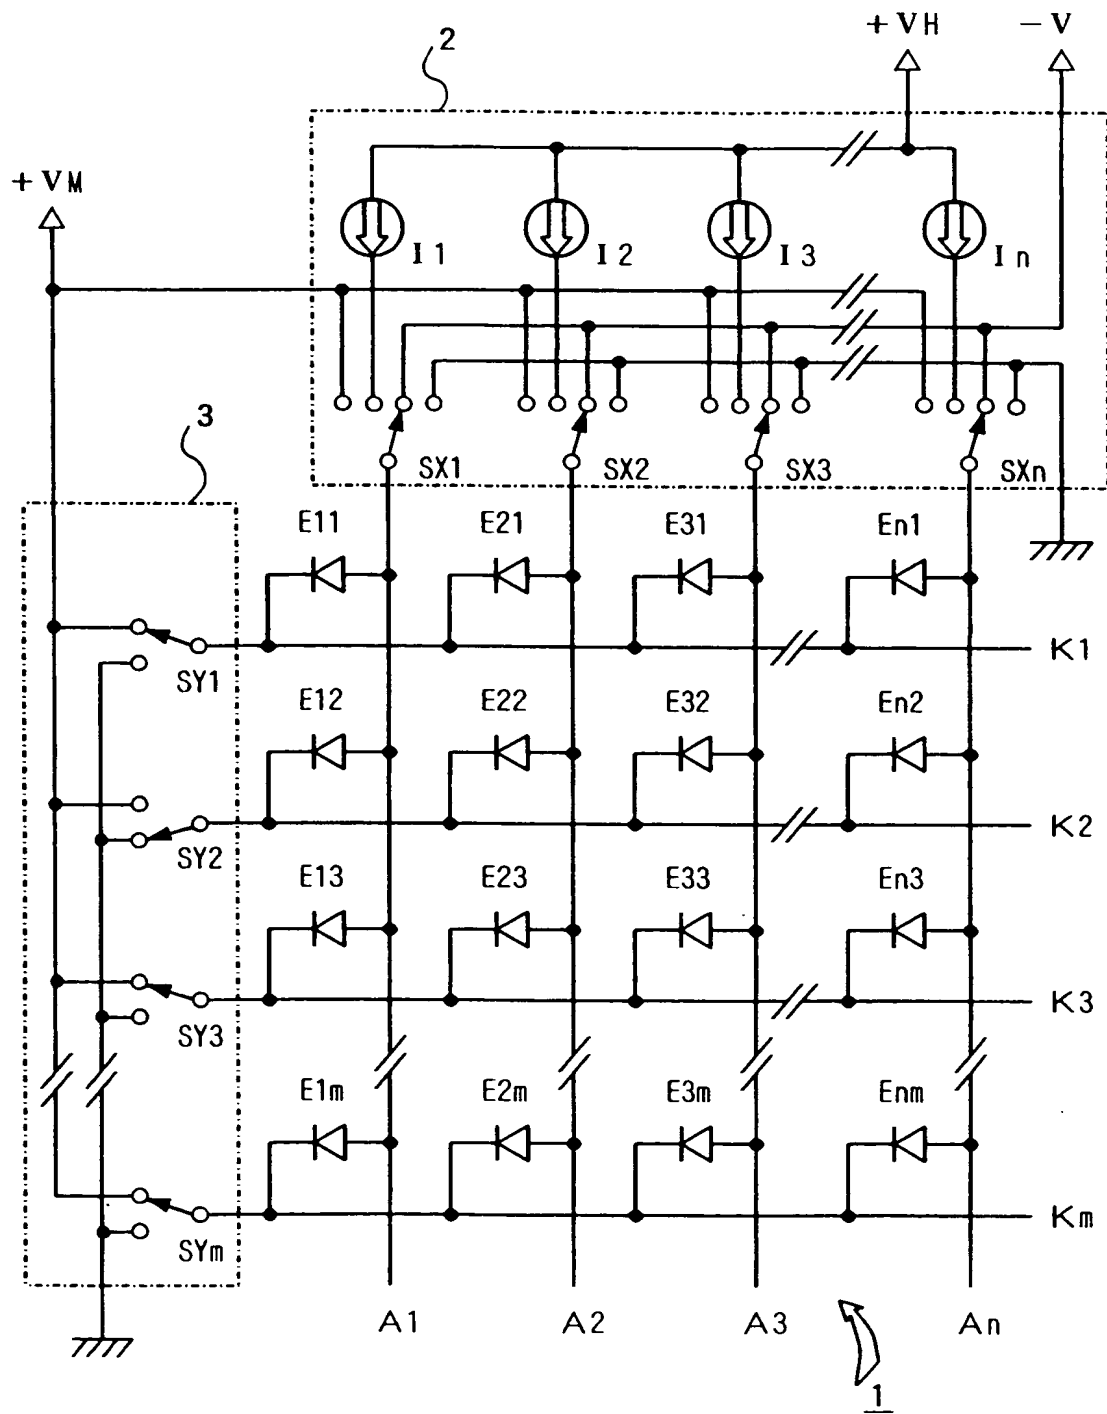 2
+VH
-V
+VM
I1
I2
I3
In
3
SX1
SX2
SX3
SXn
E11
E21
E31
En1
SY1
K1
E12
E22
E32
En2
SY2
K2
E13
E23
E33
En3
SY3
K3
E1m
E2m
E3m
Enm
SYm
Km
A1
A2
A3
An
1